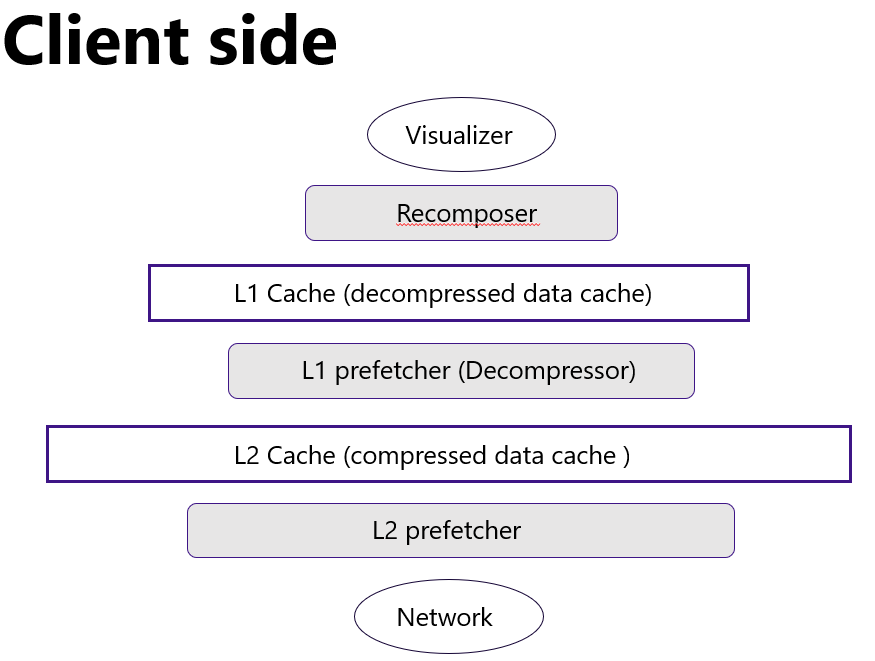 Client side
Visualizer
Recomposer
L1 Cache (decompressed data cache)
L1 prefetcher (Decompressor)
L2 Cache (compressed data cache )
L2 prefetcher
Network